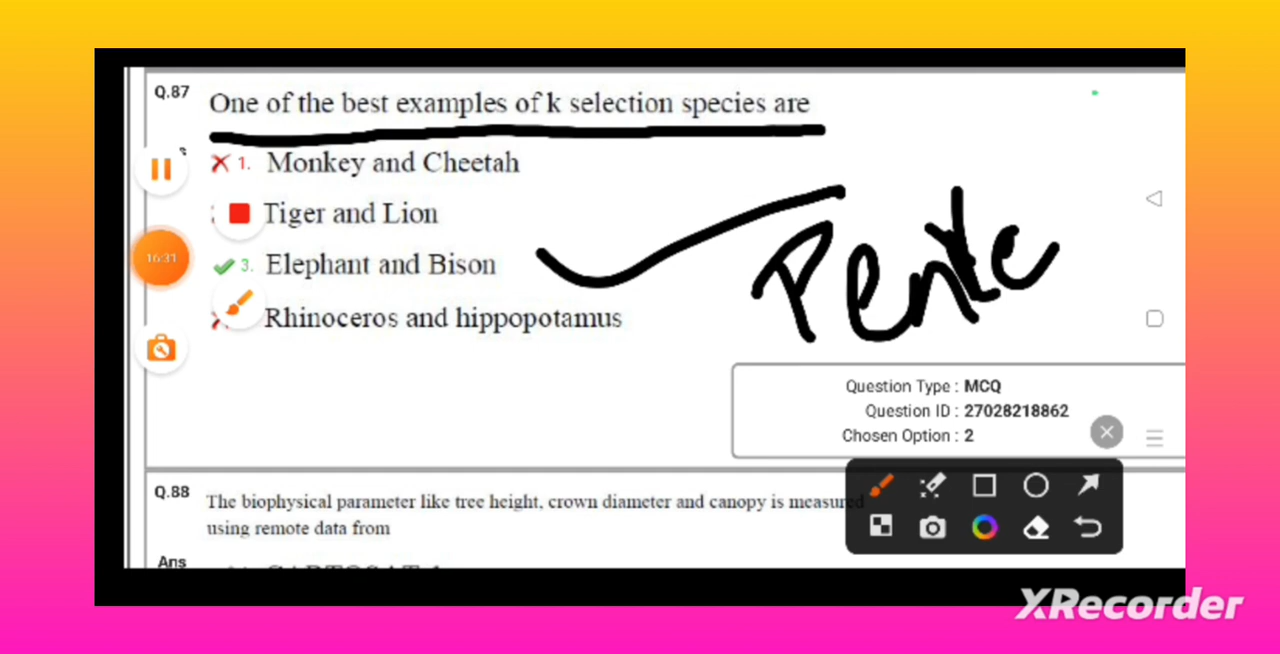 Q.87 One of the best examples of k selection species are
1. Monkey and Cheetah
Tiger and Lion
16:31
3. Elephant and Bison
Rhinoceros and hippopotamus
Question Type : MCQ
Question ID : 27028218862
Chosen Option : 2
Q.88 The biophysical parameter like tree height, crown diameter and canopy is measured
using remote data from
Ans
XRecorder